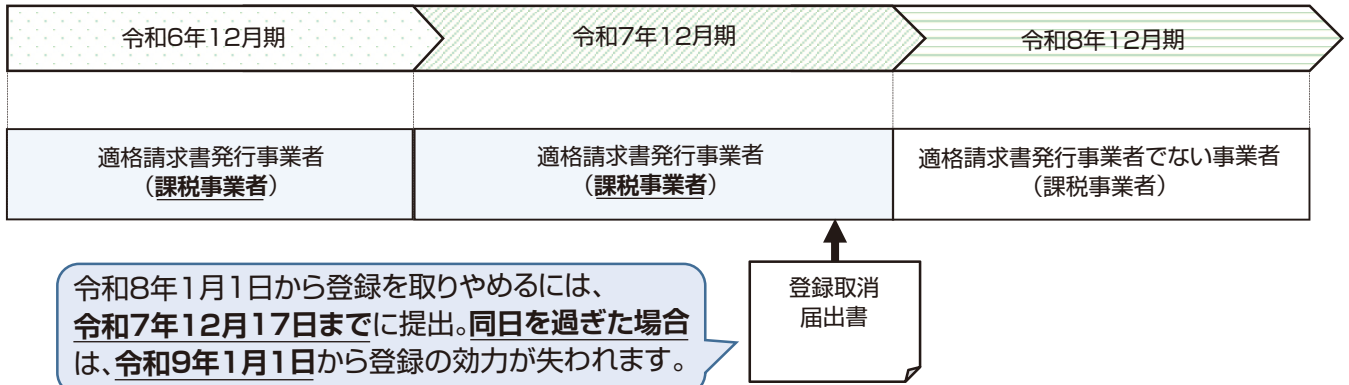 令和6年12月期
令和7年12月期
令和8年12月期
適格請求書発行事業者
（課税事業者）
適格請求書発行事業者
（課税事業者）
適格請求書発行事業者でない事業者
（課税事業者）
令和8年1月1日から登録を取りやめるには、
令和7年12月17日までに提出。同日を過ぎた場合
は、令和9年1月1日から登録の効力が失われます。
登録取消
届出書